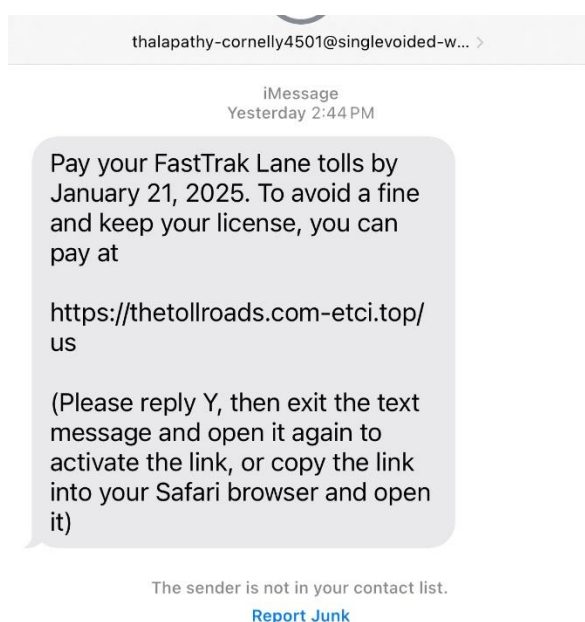 thalapathy-cornelly4501@singlevoided-w... >
iMessage
Yesterday 2:44 PM
Pay your FastTrak Lane tolls by
January 21, 2025. To avoid a fine
and keep your license, you can
pay at
https://thetollroads.com-etci.top/
us
(Please reply Y, then exit the text
message and open it again to
activate the link, or copy the link
into your Safari browser and open
it)
The sender is not in your contact list.
Report Junk